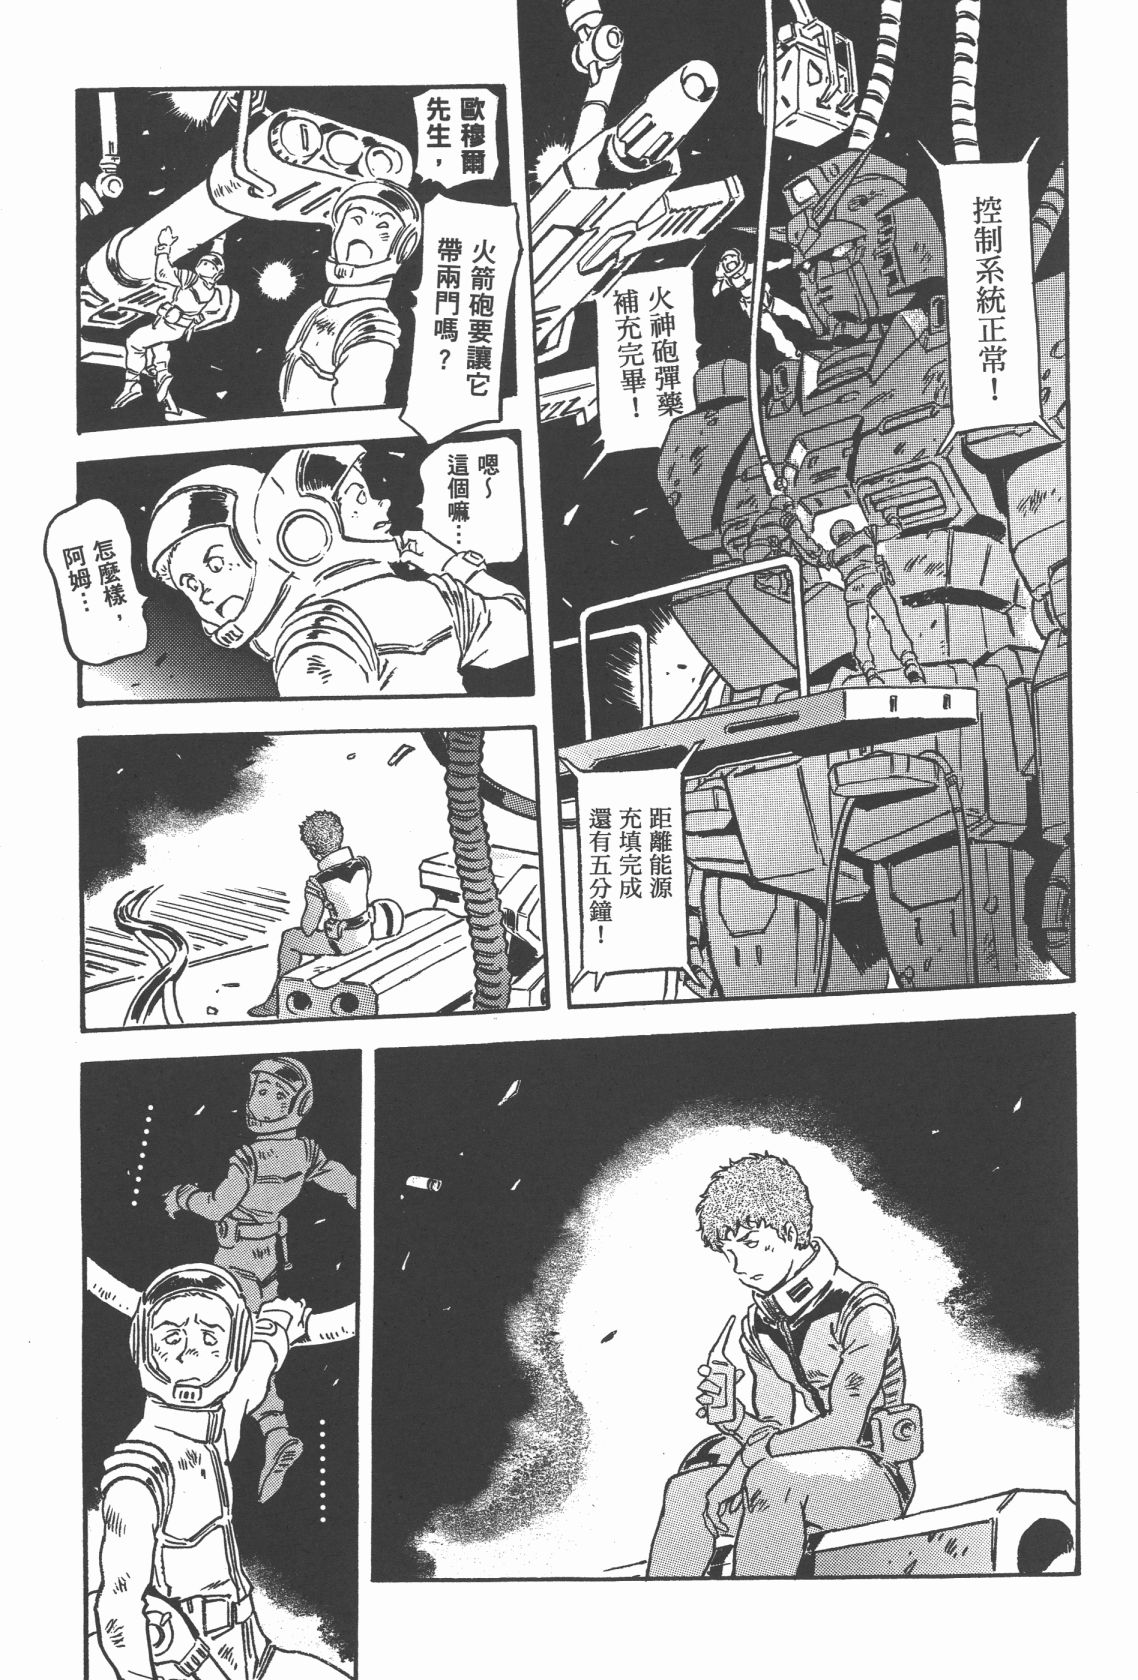 控制系統正常！
火神砲彈藥
補充完畢！
距離能源
充填完成
還有五分鐘！
歐穆爾
先生，
火箭砲要讓它
帶兩門嗎？
嗯～
這個嘛…
怎麼樣，
阿姆…
……
……